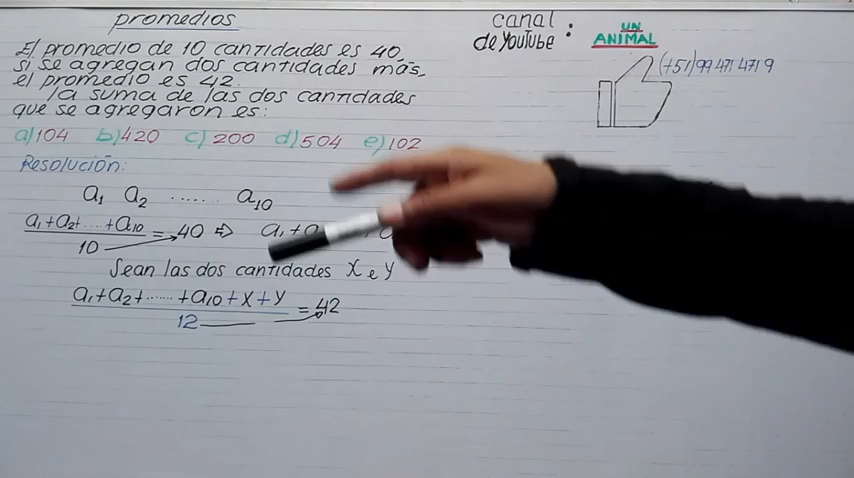 promedios
canal
de YouTube :
UN
ANIMAL
(+51) 99 471 471 9
El promedio de 10 cantidades es 40,
si se agregan dos cantidades más,
el promedio es 42.
la suma de las dos cantidades
que se agregaron es:
a) 104 b) 420 c) 200 d) 504 e) 102
Resolución:
a₁ a₂ ...... a₁₀
a₁+a₂+....+a₁₀ / 10 = 40 ⇒ a₁+a
Sean las dos cantidades X e Y
a₁+a₂+......+a₁₀+x+y / 12 = 42